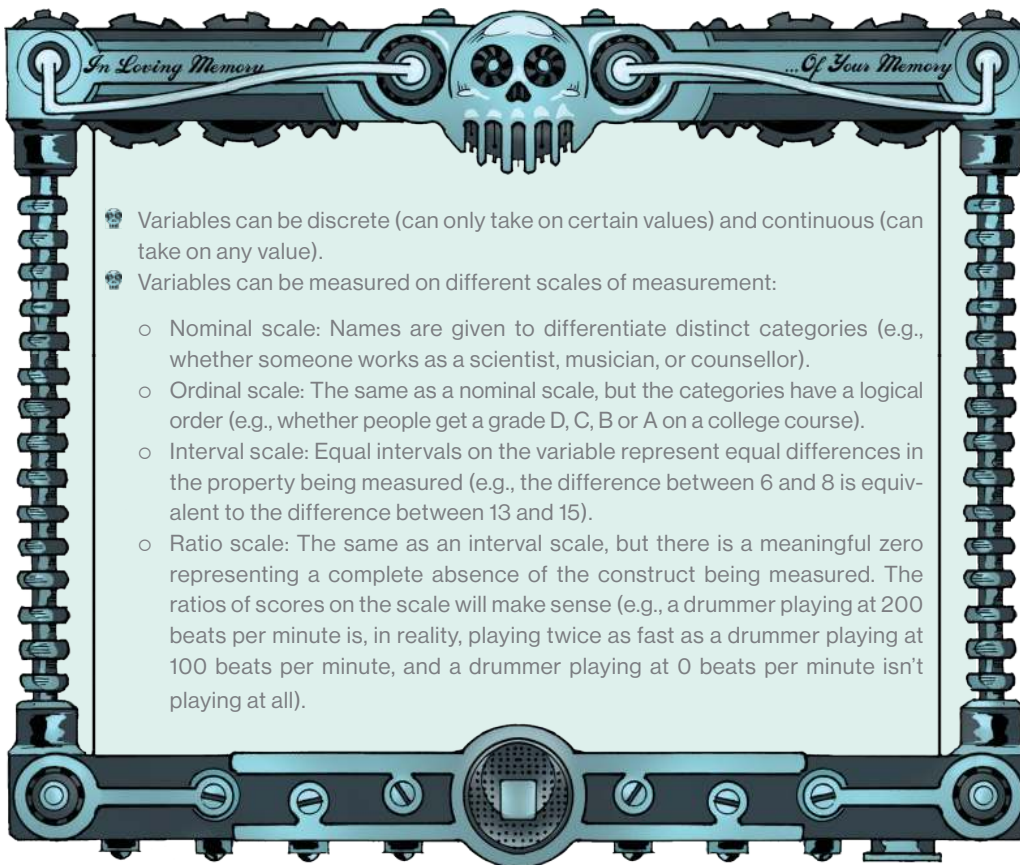 In Loving Memory
...Of Your Memory
Variables can be discrete (can only take on certain values) and continuous (can
take on any value).
Variables can be measured on different scales of measurement:
○ Nominal scale: Names are given to differentiate distinct categories (e.g.,
whether someone works as a scientist, musician, or counsellor).
○ Ordinal scale: The same as a nominal scale, but the categories have a logical
order (e.g., whether people get a grade D, C, B or A on a college course).
○ Interval scale: Equal intervals on the variable represent equal differences in
the property being measured (e.g., the difference between 6 and 8 is equiv-
alent to the difference between 13 and 15).
○ Ratio scale: The same as an interval scale, but there is a meaningful zero
representing a complete absence of the construct being measured. The
ratios of scores on the scale will make sense (e.g., a drummer playing at 200
beats per minute is, in reality, playing twice as fast as a drummer playing at
100 beats per minute, and a drummer playing at 0 beats per minute isn't
playing at all).